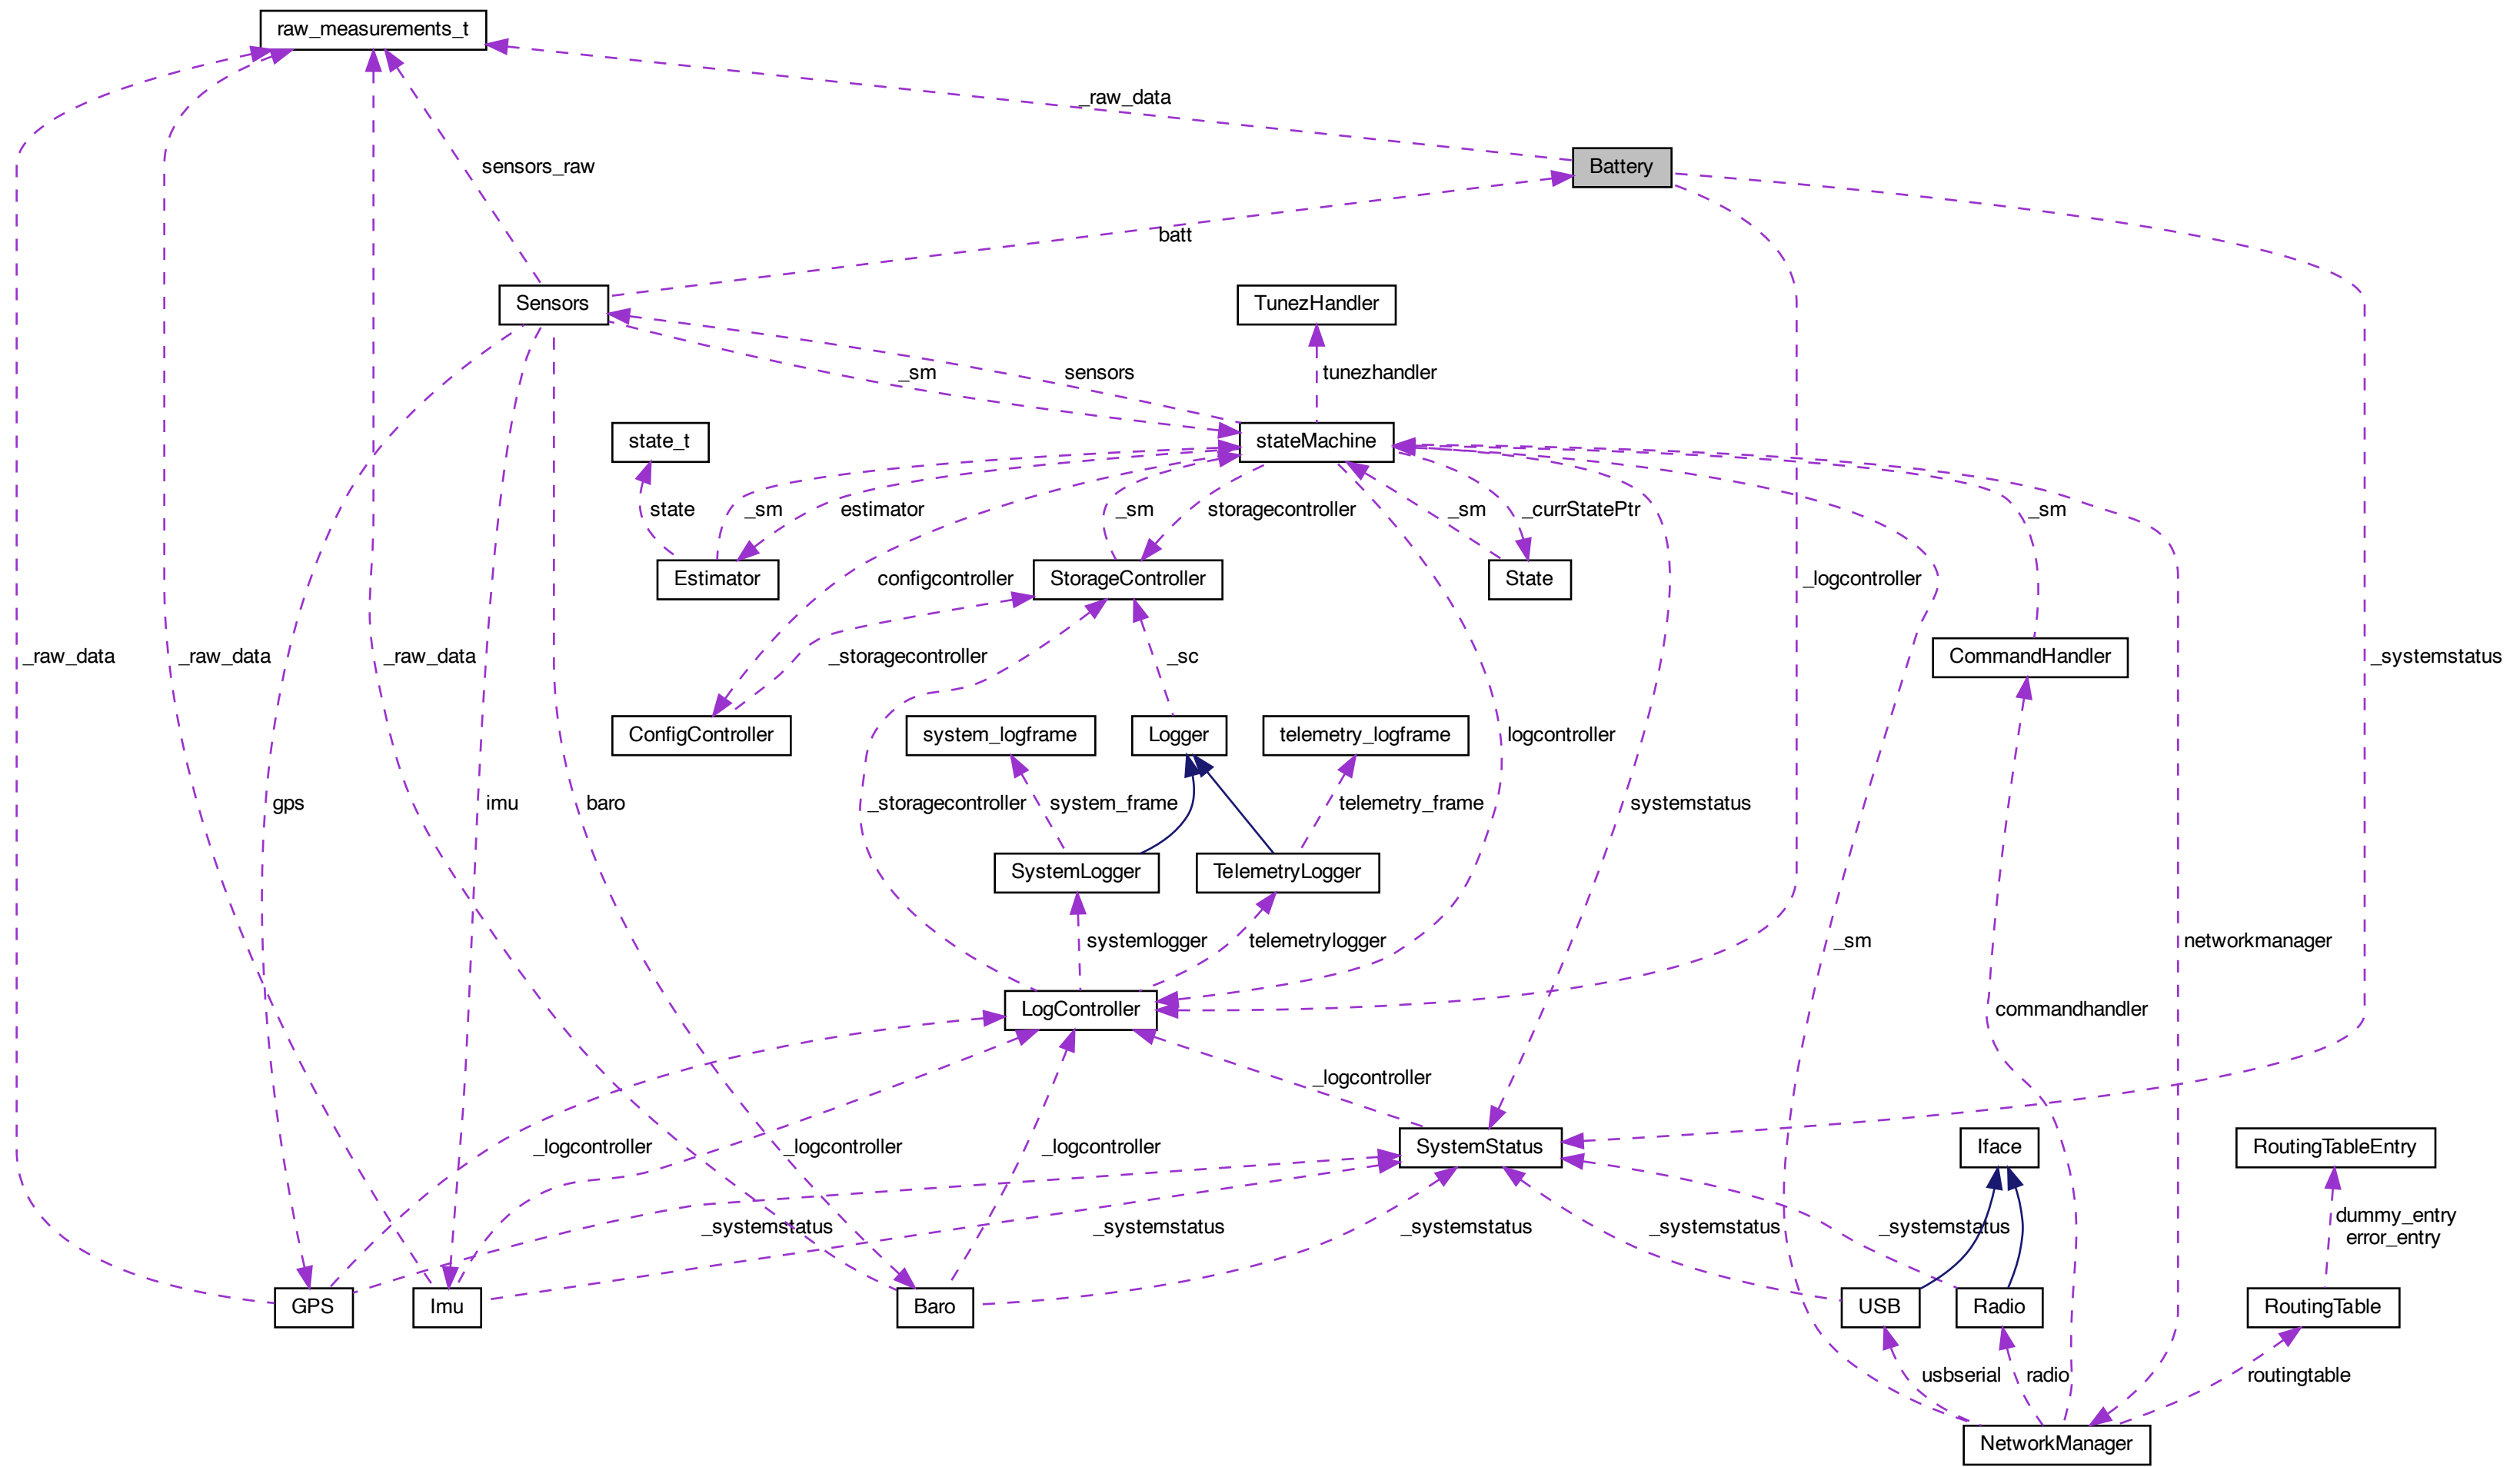 raw_measurements_t
_raw_data
sensors_raw
Battery
batt
Sensors
TunezHandler
_sm
sensors
tunezhandler
state_t
stateMachine
state
_sm
estimator
_sm
storagecontroller
_sm
_currStatePtr
_sm
Estimator
configcontroller
StorageController
State
_logcontroller
_raw_data
_raw_data
_raw_data
_storagecontroller
_sc
CommandHandler
_systemstatus
ConfigController
system_logframe
Logger
telemetry_logframe
logcontroller
gps
imu
baro
_storagecontroller
system_frame
telemetry_frame
systemstatus
SystemLogger
TelemetryLogger
systemlogger
telemetrylogger
_sm
networkmanager
LogController
commandhandler
_logcontroller
_logcontroller
_logcontroller
_logcontroller
SystemStatus
Iface
RoutingTableEntry
_systemstatus
_systemstatus
_systemstatus
_systemstatus
_systemstatus
dummy_entry
error_entry
GPS
Imu
Baro
USB
Radio
RoutingTable
usbserial
radio
routingtable
NetworkManager